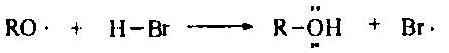 RO· + H–Br ⟶ R–ÖH + Br·